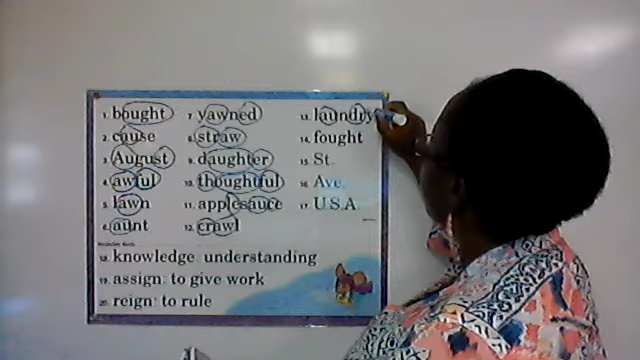 1. bought
2. cause
3. August
4. awful
5. lawn
6. aunt
7. yawned
8. straw
9. daughter
10. thoughtful
11. applesauce
12. crawl
13. laundry
14. fought
15. St.
16. Ave.
17. U.S.A.
Vocabulary Words
18. knowledge: understanding
19. assign: to give work
20. reign: to rule